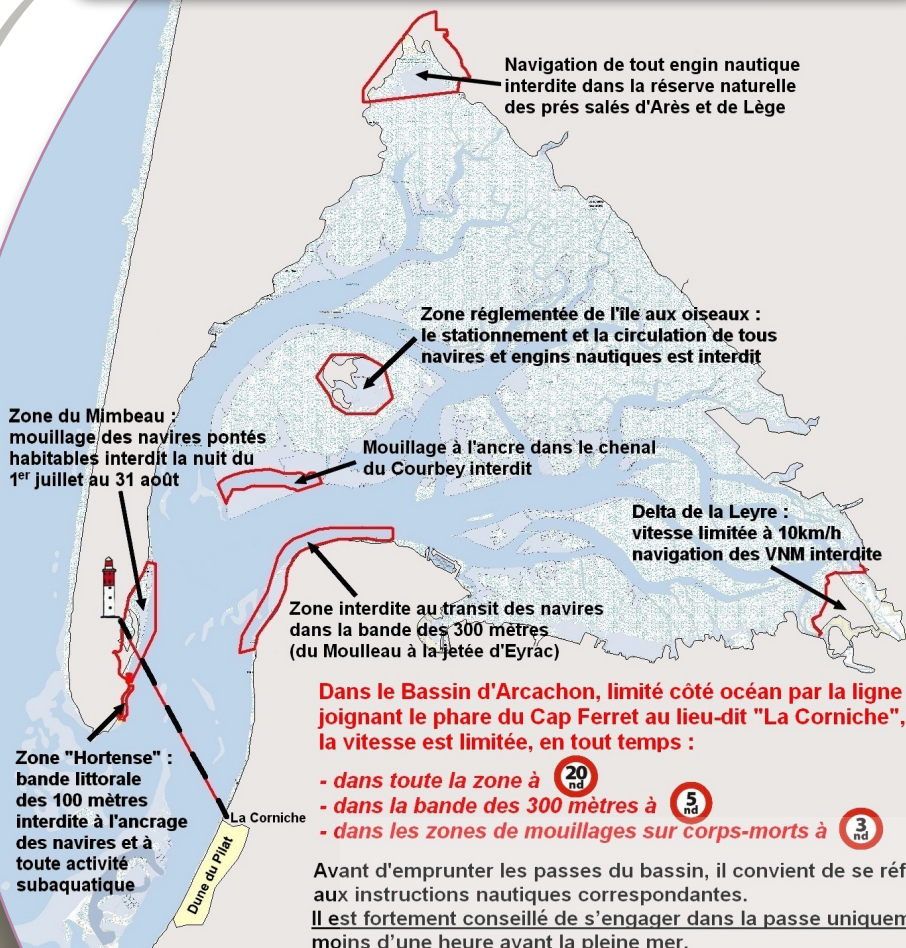 Navigation de tout engin nautique
interdite dans la réserve naturelle
des prés salés d'Arès et de Lège
Zone réglementée de l'île aux oiseaux :
le stationnement et la circulation de tous
navires et engins nautiques est interdit
Zone du Mimbeau :
mouillage des navires pontés
habitables interdit la nuit du
1er juillet au 31 août
Mouillage à l'ancre dans le chenal
du Courbey interdit
Delta de la Leyre :
vitesse limitée à 10km/h
navigation des VNM interdite
Zone interdite au transit des navires
dans la bande des 300 mètres
(du Moulleau à la jetée d'Eyrac)
Zone "Hortense" :
bande littorale
des 100 mètres
interdite à l'ancrage
des navires et à
toute activité
subaquatique
La Corniche
Dune du Pilat
Dans le Bassin d'Arcachon, limité côté océan par la ligne
joignant le phare du Cap Ferret au lieu-dit "La Corniche",
la vitesse est limitée, en tout temps :
- dans toute la zone à 20 nd
- dans la bande des 300 mètres à 5 nd
- dans les zones de mouillages sur corps-morts à 3 nd
Avant d'emprunter les passes du bassin, il convient de se réf
aux instructions nautiques correspondantes.
Il est fortement conseillé de s'engager dans la passe uniquem
moins d'une heure avant la pleine mer.